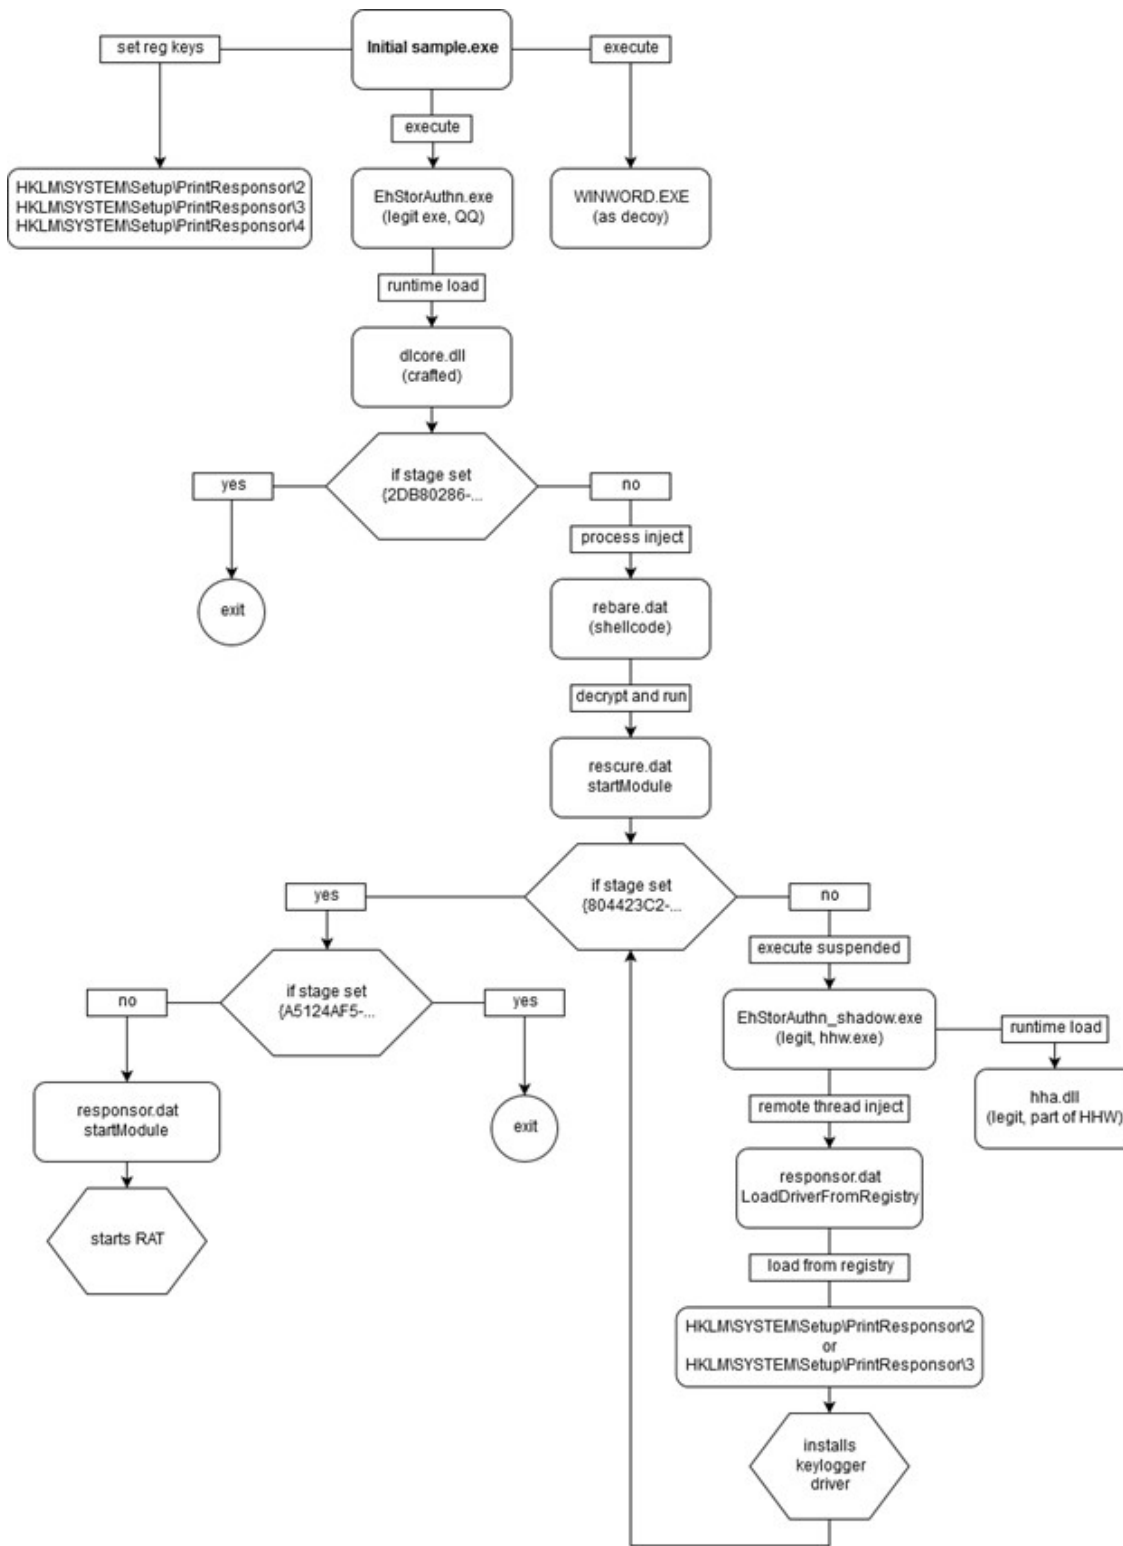 set reg keys
Initial sample.exe
execute
execute
HKLM\SYSTEM\Setup\PrintResponsor\2
HKLM\SYSTEM\Setup\PrintResponsor\3
HKLM\SYSTEM\Setup\PrintResponsor\4
EhStorAuthn.exe
(legit exe, QQ)
WINWORD.EXE
(as decoy)
runtime load
dlcore.dll
(crafted)
if stage set
{2DB80286-...
yes
no
process inject
exit
rebare.dat
(shellcode)
decrypt and run
rescure.dat
startModule
if stage set
{804423C2-...
yes
no
execute suspended
if stage set
{A5124AF5-...
no
yes
EhStorAuthn_shadow.exe
(legit, hhw.exe)
runtime load
hha.dll
(legit, part of HHW)
responsor.dat
startModule
exit
remote thread inject
responsor.dat
LoadDriverFromRegistry
starts RAT
load from registry
HKLM\SYSTEM\Setup\PrintResponsor\2
or
HKLM\SYSTEM\Setup\PrintResponsor\3
installs
keylogger
driver